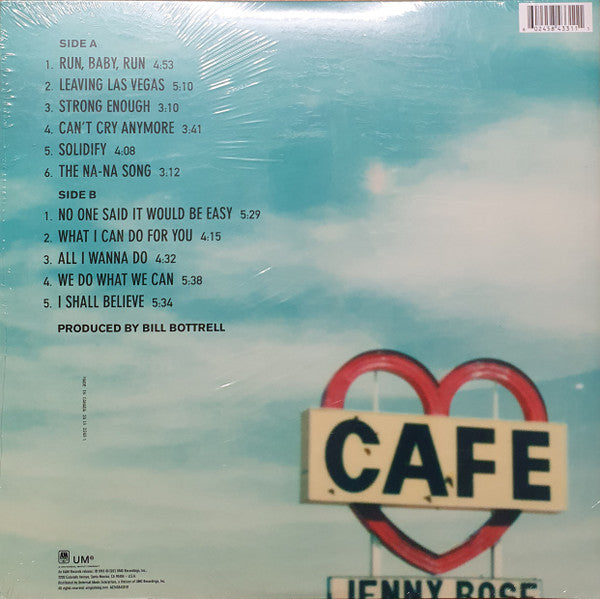 SIDE A
1. RUN, BABY, RUN 4:53
2. LEAVING LAS VEGAS 5:10
3. STRONG ENOUGH 3:10
4. CAN'T CRY ANYMORE 3:41
5. SOLIDIFY 4:08
6. THE NA-NA SONG 3:12
SIDE B
1. NO ONE SAID IT WOULD BE EASY 5:29
2. WHAT I CAN DO FOR YOU 4:15
3. ALL I WANNA DO 4:32
4. WE DO WHAT WE CAN 5:38
5. I SHALL BELIEVE 5:34
PRODUCED BY BILL BOTTRELL
CAFE
JENNY ROSE
A&M
UMe